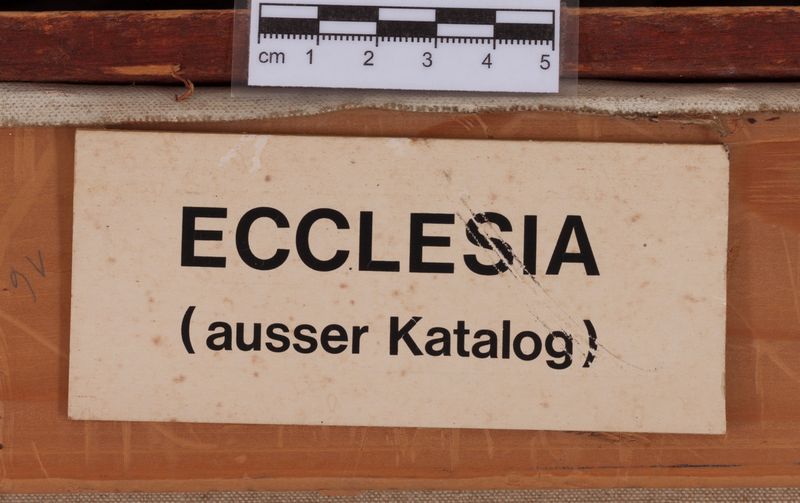 cm 1 2 3 4 5
ECCLESIA
(ausser Katalog)